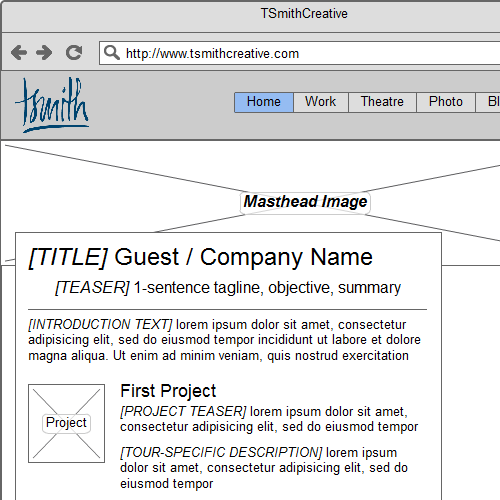 TSmithCreative
http://www.tsmithcreative.com
tsmith
Home Work Theatre Photo Bl
Masthead Image
[TITLE] Guest / Company Name
[TEASER] 1-sentence tagline, objective, summary
[INTRODUCTION TEXT] lorem ipsum dolor sit amet, consectetur
adipisicing elit, sed do eiusmod tempor incididunt ut labore et dolore
magna aliqua. Ut enim ad minim veniam, quis nostrud exercitation
Project
First Project
[PROJECT TEASER] lorem ipsum dolor sit amet,
consectetur adipisicing elit, sed do eiusmod tempor
[TOUR-SPECIFIC DESCRIPTION] lorem ipsum
dolor sit amet, consectetur adipisicing elit, sed do
eiusmod tempor